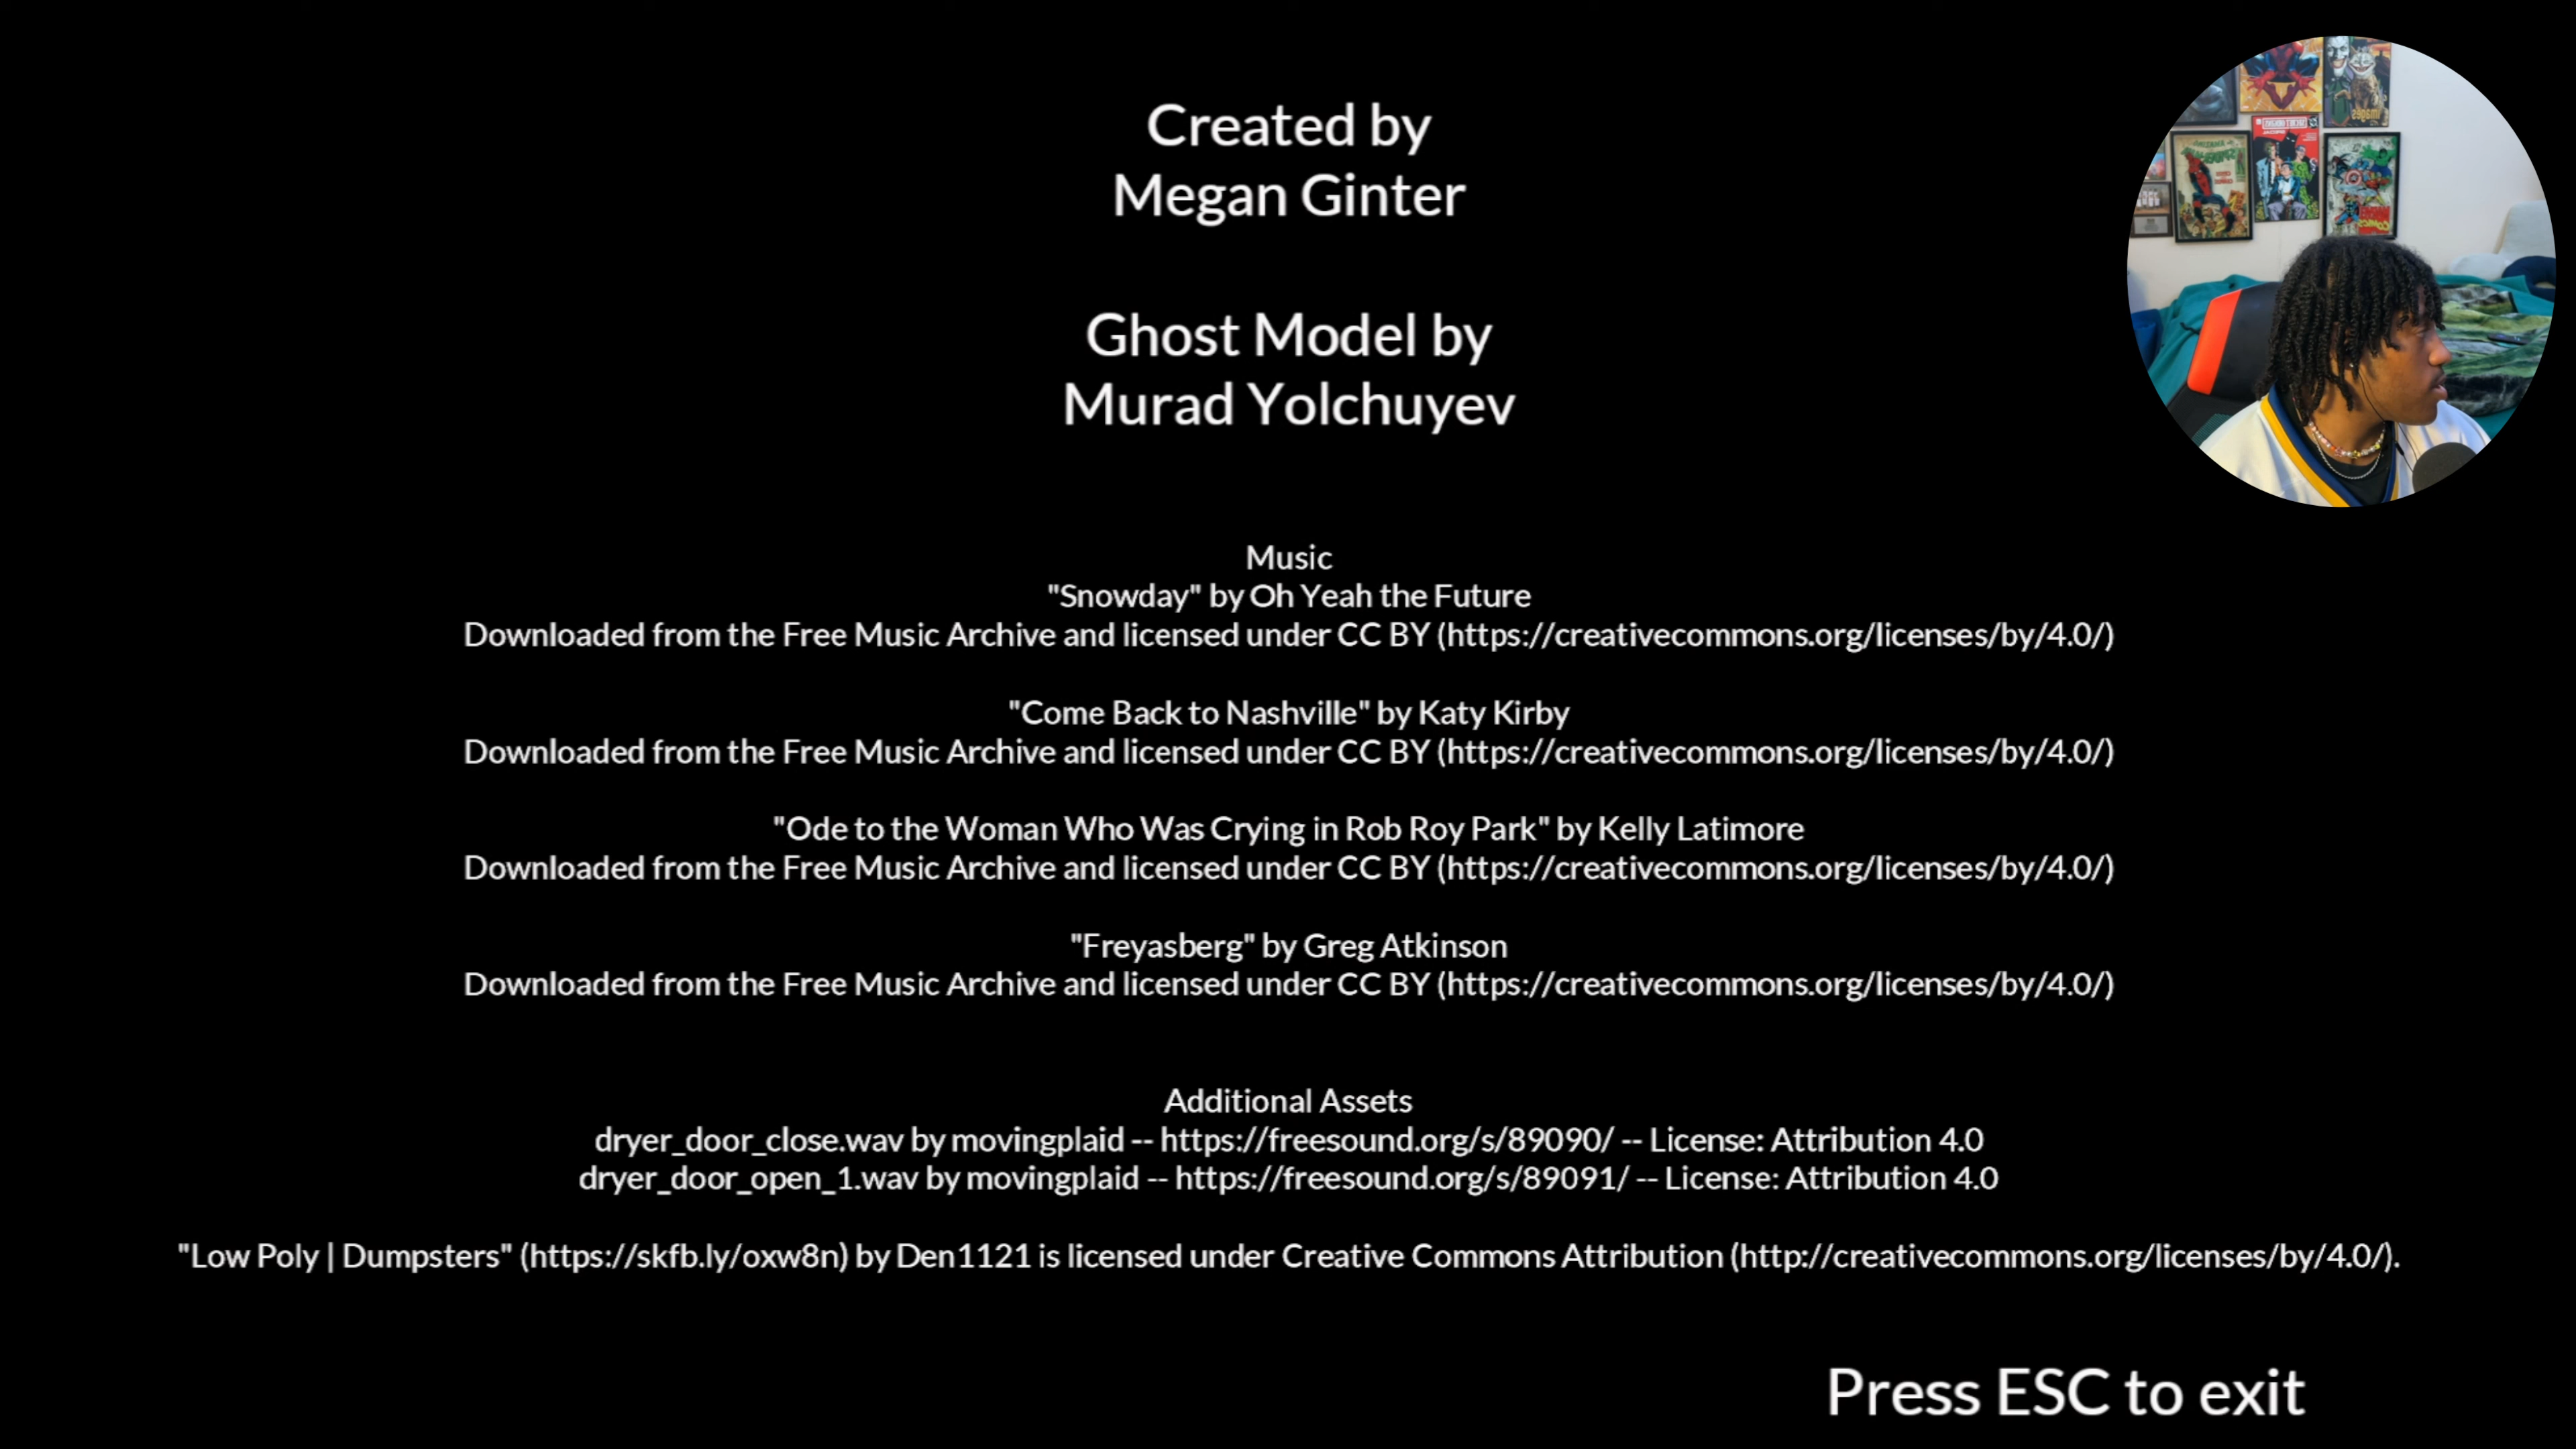 Created by
Megan Ginter
Ghost Model by
Murad Yolchuyev
Music
"Snowday" by Oh Yeah the Future
Downloaded from the Free Music Archive and licensed under CC BY (https://creativecommons.org/licenses/by/4.0/)
"Come Back to Nashville" by Katy Kirby
Downloaded from the Free Music Archive and licensed under CC BY (https://creativecommons.org/licenses/by/4.0/)
"Ode to the Woman Who Was Crying in Rob Roy Park" by Kelly Latimore
Downloaded from the Free Music Archive and licensed under CC BY (https://creativecommons.org/licenses/by/4.0/)
"Freyasberg" by Greg Atkinson
Downloaded from the Free Music Archive and licensed under CC BY (https://creativecommons.org/licenses/by/4.0/)
Additional Assets
dryer_door_close.wav by movingplaid -- https://freesound.org/s/89090/ -- License: Attribution 4.0
dryer_door_open_1.wav by movingplaid -- https://freesound.org/s/89091/ -- License: Attribution 4.0
"Low Poly | Dumpsters" (https://skfb.ly/oxw8n) by Den1121 is licensed under Creative Commons Attribution (http://creativecommons.org/licenses/by/4.0/).
Press ESC to exit